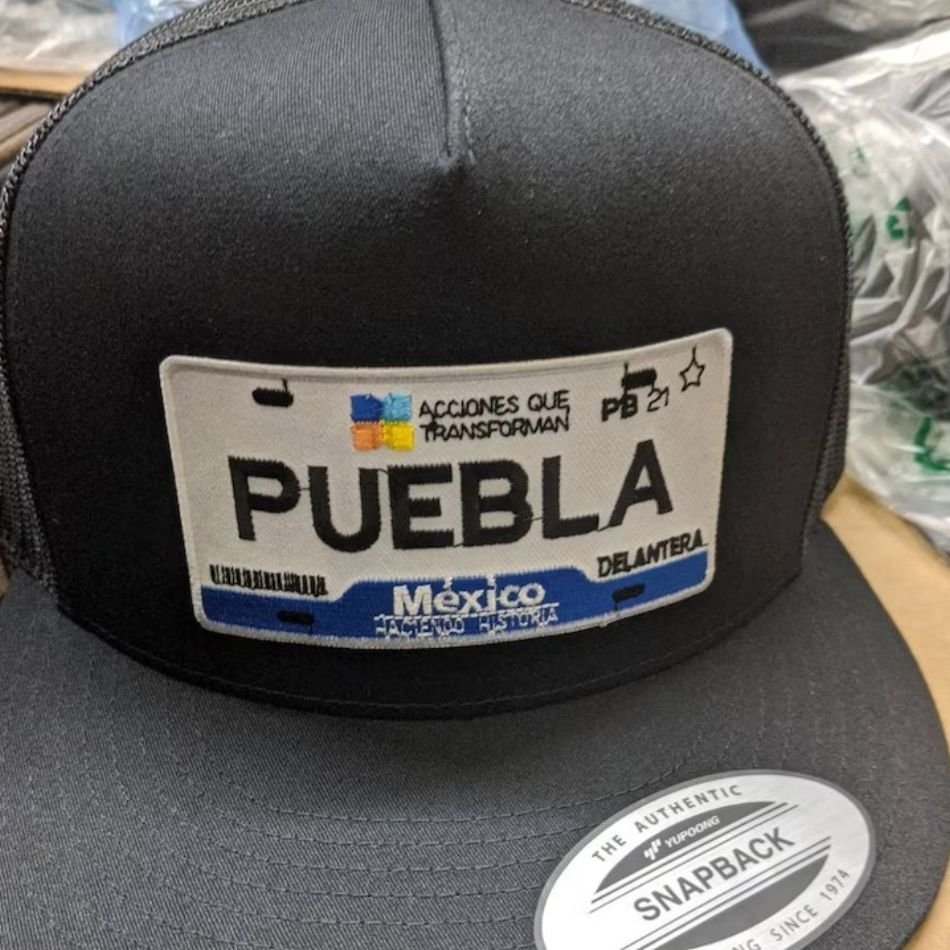 ACCIONES QUE
TRANSFORMAN
PB 21
PUEBLA
DELANTERA
México
HACIENDO HISTORIA
THE AUTHENTIC
YUPOONG
SNAPBACK
SINCE 1974